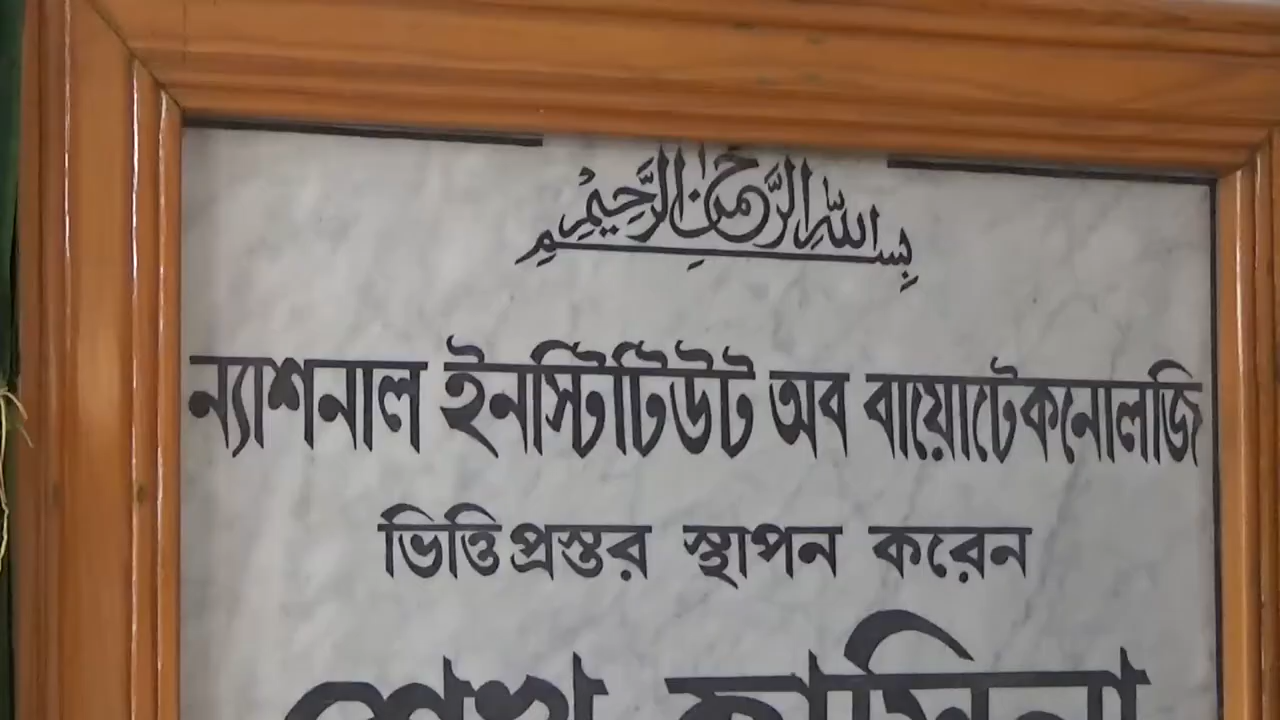 بسم الله الرحمن الرحيم
ন্যাশনাল ইনস্টিটিউট অব বায়োটেকনোলজি
ভিত্তিপ্রস্তর স্থাপন করেন
শেখ হাসিনা